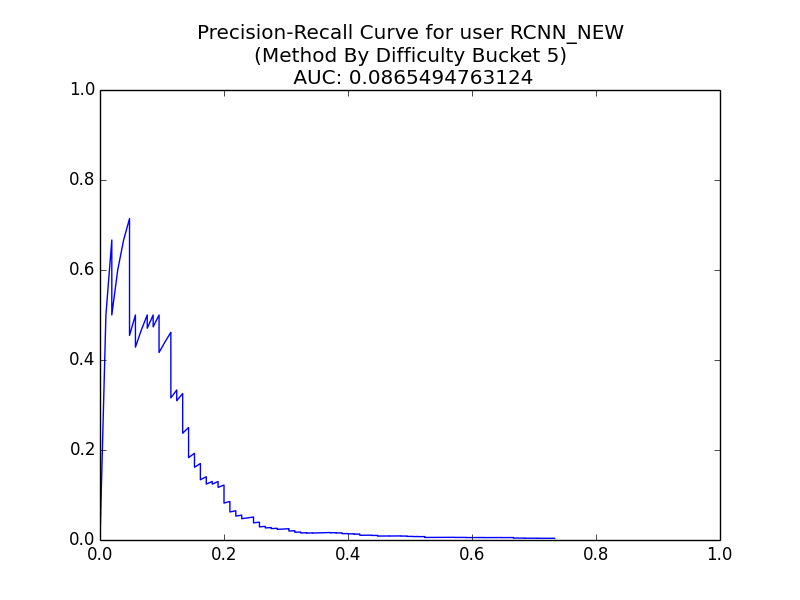 Precision-Recall Curve for user RCNN_NEW
(Method By Difficulty Bucket 5)
AUC: 0.0865494763124
1.0
0.8
0.6
0.4
0.2
0.0
0.0 0.2 0.4 0.6 0.8 1.0